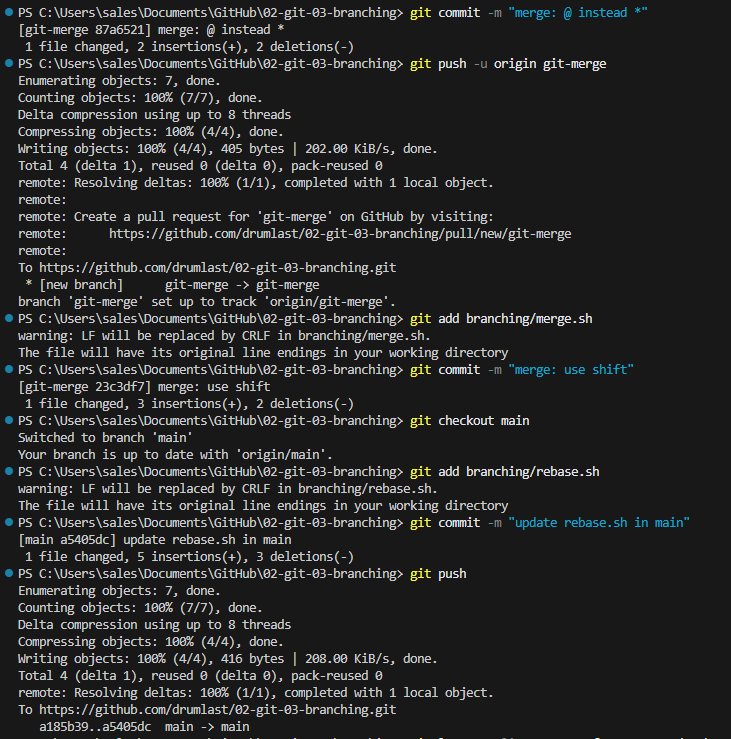 PS C:\Users\sales\Documents\GitHub\02-git-03-branching> git commit -m "merge: @ instead *"
[git-merge 87a6521] merge: @ instead *
 1 file changed, 2 insertions(+), 2 deletions(-)
PS C:\Users\sales\Documents\GitHub\02-git-03-branching> git push -u origin git-merge
Enumerating objects: 7, done.
Counting objects: 100% (7/7), done.
Delta compression using up to 8 threads
Compressing objects: 100% (4/4), done.
Writing objects: 100% (4/4), 405 bytes | 202.00 KiB/s, done.
Total 4 (delta 1), reused 0 (delta 0), pack-reused 0
remote: Resolving deltas: 100% (1/1), completed with 1 local object.
remote:
remote: Create a pull request for 'git-merge' on GitHub by visiting:
remote:      https://github.com/drumlast/02-git-03-branching/pull/new/git-merge
remote:
To https://github.com/drumlast/02-git-03-branching.git
 * [new branch]      git-merge -> git-merge
branch 'git-merge' set up to track 'origin/git-merge'.
PS C:\Users\sales\Documents\GitHub\02-git-03-branching> git add branching/merge.sh
warning: LF will be replaced by CRLF in branching/merge.sh.
The file will have its original line endings in your working directory
PS C:\Users\sales\Documents\GitHub\02-git-03-branching> git commit -m "merge: use shift"
[git-merge 23c3df7] merge: use shift
 1 file changed, 3 insertions(+), 2 deletions(-)
PS C:\Users\sales\Documents\GitHub\02-git-03-branching> git checkout main
Switched to branch 'main'
Your branch is up to date with 'origin/main'.
PS C:\Users\sales\Documents\GitHub\02-git-03-branching> git add branching/rebase.sh
warning: LF will be replaced by CRLF in branching/rebase.sh.
The file will have its original line endings in your working directory
PS C:\Users\sales\Documents\GitHub\02-git-03-branching> git commit -m "update rebase.sh in main"
[main a5405dc] update rebase.sh in main
 1 file changed, 5 insertions(+), 3 deletions(-)
PS C:\Users\sales\Documents\GitHub\02-git-03-branching> git push
Enumerating objects: 7, done.
Counting objects: 100% (7/7), done.
Delta compression using up to 8 threads
Compressing objects: 100% (4/4), done.
Writing objects: 100% (4/4), 416 bytes | 208.00 KiB/s, done.
Total 4 (delta 1), reused 0 (delta 0), pack-reused 0
remote: Resolving deltas: 100% (1/1), completed with 1 local object.
To https://github.com/drumlast/02-git-03-branching.git
   a185b39..a5405dc  main -> main